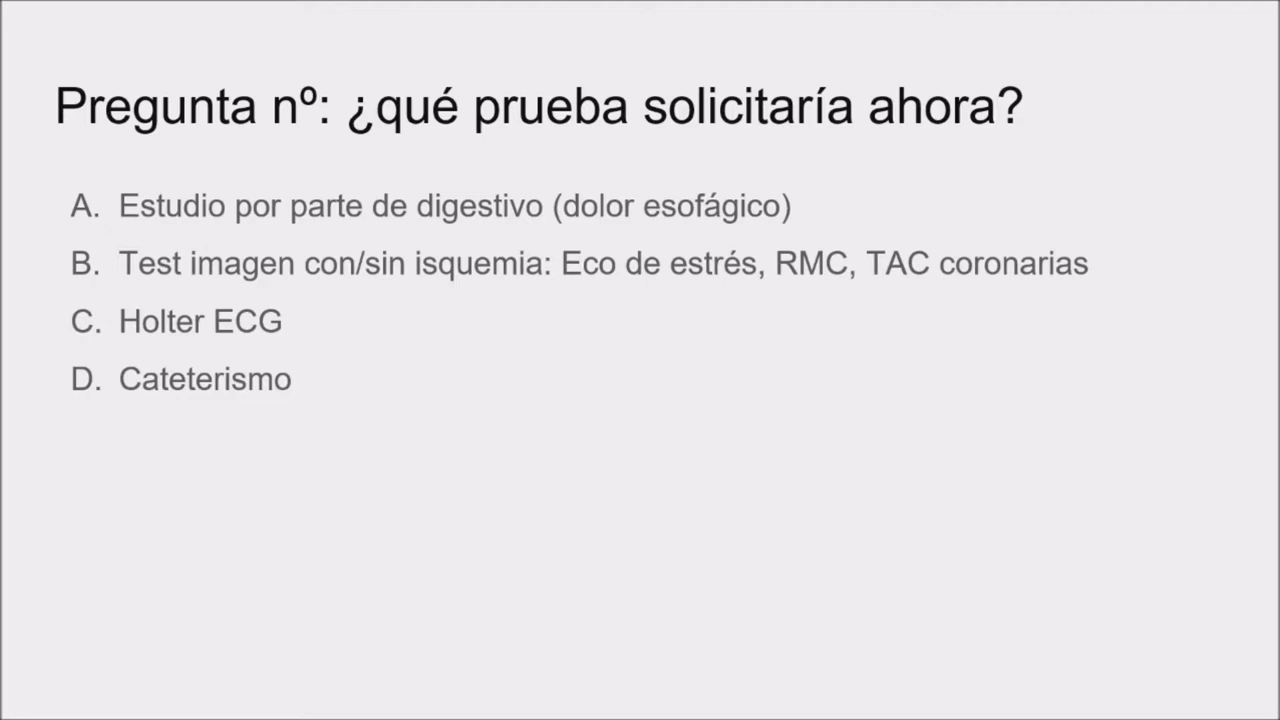 Pregunta nº: ¿qué prueba solicitaría ahora?
A. Estudio por parte de digestivo (dolor esofágico)
B. Test imagen con/sin isquemia: Eco de estrés, RMC, TAC coronarias
C. Holter ECG
D. Cateterismo